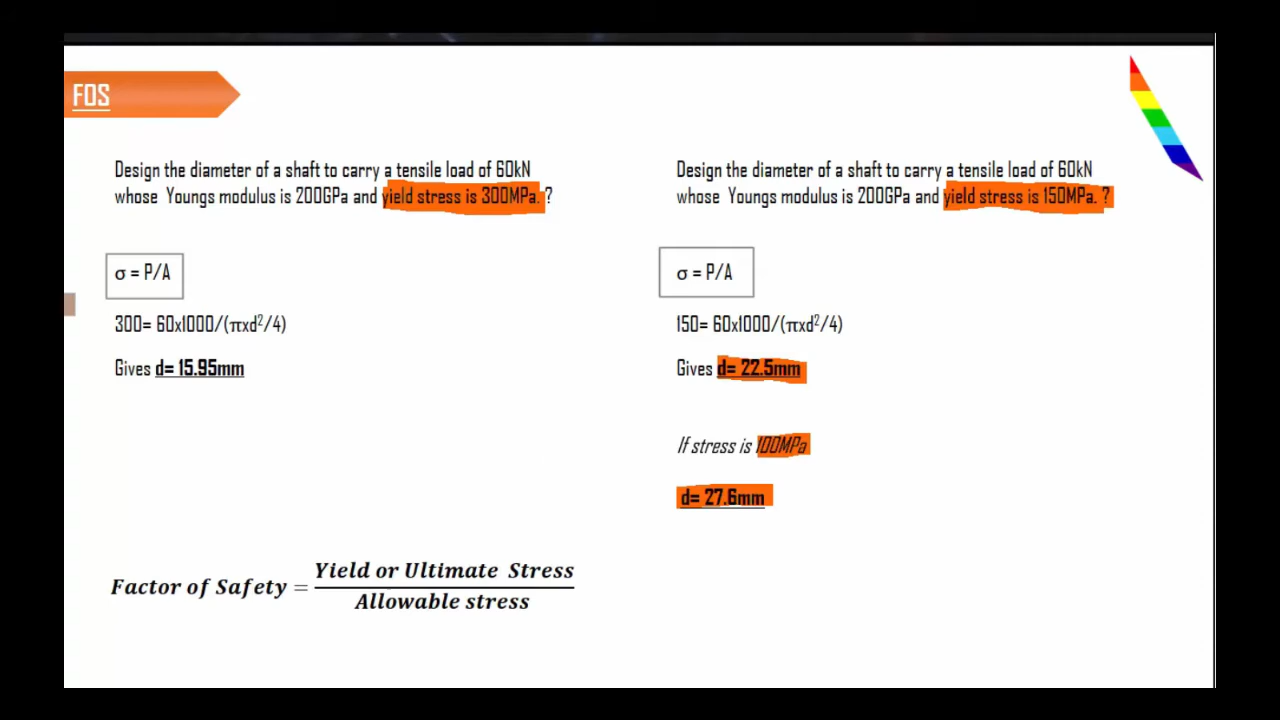 FOS
Design the diameter of a shaft to carry a tensile load of 60kN
whose Youngs modulus is 200GPa and yield stress is 300MPa. ?
σ = P/A
300= 60x1000/(πxd²/4)
Gives d= 15.95mm
Design the diameter of a shaft to carry a tensile load of 60kN
whose Youngs modulus is 200GPa and yield stress is 150MPa. ?
σ = P/A
150= 60x1000/(πxd²/4)
Gives d= 22.5mm
If stress is 100MPa
d= 27.6mm
Factor of Safety = Yield or Ultimate Stress
Allowable stress